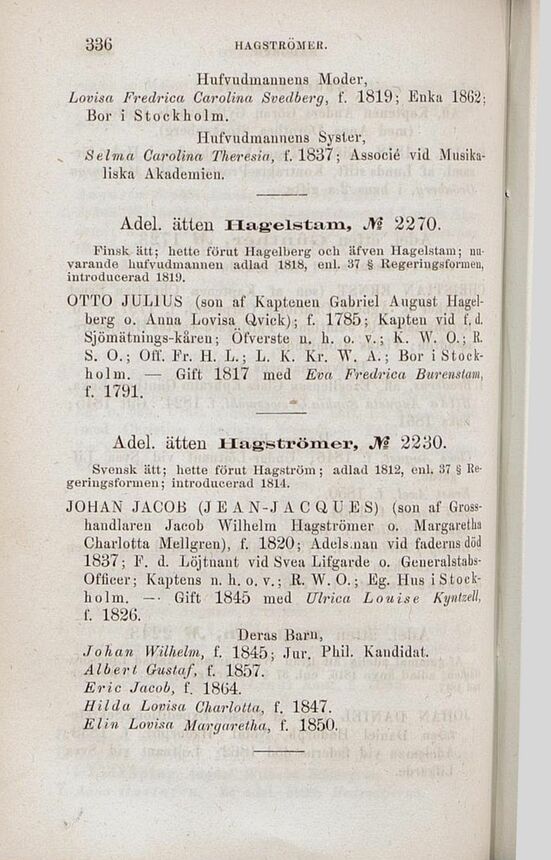 336 HAGSTRÖMER.
Hufvudmannens Moder,
Lovisa Fredrica Carolina Svedberg, f. 1819; Enka 1862;
Bor i Stockholm.
Hufvudmannens Syster,
Selma Carolina Theresia, f. 1837; Associé vid Musika-
liska Akademien.
Adel. ätten Hagelstam, № 2270.
Finsk ätt; hette förut Hagelberg och äfven Hagelstam; nu-
varande hufvudmannen adlad 1818, enl. 37 § Regeringsformen,
introducerad 1819.
OTTO JULIUS (son af Kaptenen Gabriel August Hagel-
berg o. Anna Lovisa Qvick); f. 1785; Kapten vid f. d.
Sjömätnings-kåren; Öfverste n. h. o. v.; K. W. O.; R.
S. O.; Off. Fr. H. L.; L. K. Kr. W. A.; Bor i Stock-
holm. — Gift 1817 med Eva Fredrica Burenstam,
f. 1791.
Adel. ätten Hagströmer, № 2230.
Svensk ätt; hette förut Hagström; adlad 1812, enl. 37 § Re-
geringsformen; introducerad 1814.
JOHAN JACOB (JEAN-JACQUES) (son af Gross-
handlaren Jacob Wilhelm Hagströmer o. Margaretha
Charlotta Mellgren), f. 1820; Adelsman vid faderns död
1837; F. d. Löjtnant vid Svea Lifgarde o. Generalstabs-
Officer; Kaptens n. h. o. v.; R. W. O.; Eg. Hus i Stock-
holm. — Gift 1845 med Ulrica Louise Kyntzell,
f. 1826.
Deras Barn,
Johan Wilhelm, f. 1845; Jur. Phil. Kandidat.
Albert Gustaf, f. 1857.
Eric Jacob, f. 1864.
Hilda Lovisa Charlotta, f. 1847.
Elin Lovisa Margaretha, f. 1850.